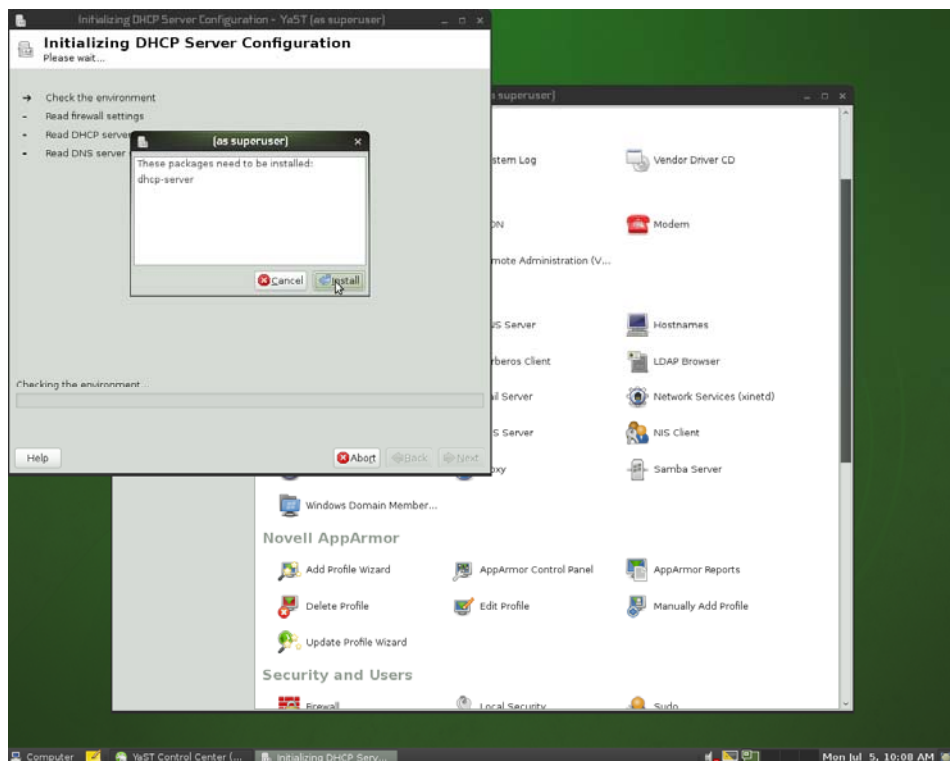 Initializing DHCP Server Configuration - YaST (as superuser)
Initializing DHCP Server Configuration
Please wait...
Check the environment
Read firewall settings
Read DHCP server
Read DNS server
(as superuser)
These packages need to be installed:
dhcp-server
Cancel
Install
Checking the environment...
Help
Abort
Back
Next
s superuser)
stem Log
Vendor Driver CD
Modem
mote Administration (V...
NS Server
Hostnames
rberos Client
LDAP Browser
il Server
Network Services (xinetd)
S Server
NIS Client
oxy
Samba Server
Windows Domain Member...
Novell AppArmor
Add Profile Wizard
AppArmor Control Panel
AppArmor Reports
Delete Profile
Edit Profile
Manually Add Profile
Update Profile Wizard
Security and Users
Firewall
Local Security
Sudo
Computer
YaST Control Center (...
Initializing DHCP Serv...
Mon Jul 5, 10:08 AM